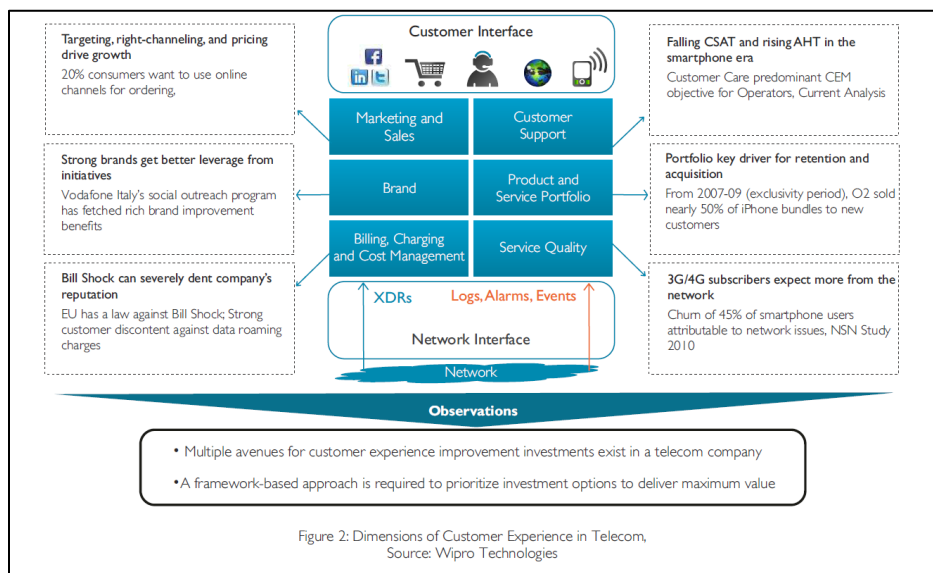 Customer Interface
f
in
t
Targeting, right-channeling, and pricing
drive growth
20% consumers want to use online
channels for ordering,
Strong brands get better leverage from
initiatives
Vodafone Italy's social outreach program
has fetched rich brand improvement
benefits
Bill Shock can severely dent company's
reputation
EU has a law against Bill Shock; Strong
customer discontent against data roaming
charges
Marketing and
Sales
Customer
Support
Brand
Product and
Service Portfolio
Billing, Charging
and Cost Management
Service Quality
XDRs
Logs, Alarms, Events
Network Interface
Network
Falling CSAT and rising AHT in the
smartphone era
Customer Care predominant CEM
objective for Operators, Current Analysis
Portfolio key driver for retention and
acquisition
From 2007-09 (exclusivity period), O2 sold
nearly 50% of iPhone bundles to new
customers
3G/4G subscribers expect more from the
network
Churn of 45% of smartphone users
attributable to network issues, NSN Study
2010
Observations
• Multiple avenues for customer experience improvement investments exist in a telecom company
•A framework-based approach is required to prioritize investment options to deliver maximum value
Figure 2: Dimensions of Customer Experience in Telecom,
Source: Wipro Technologies